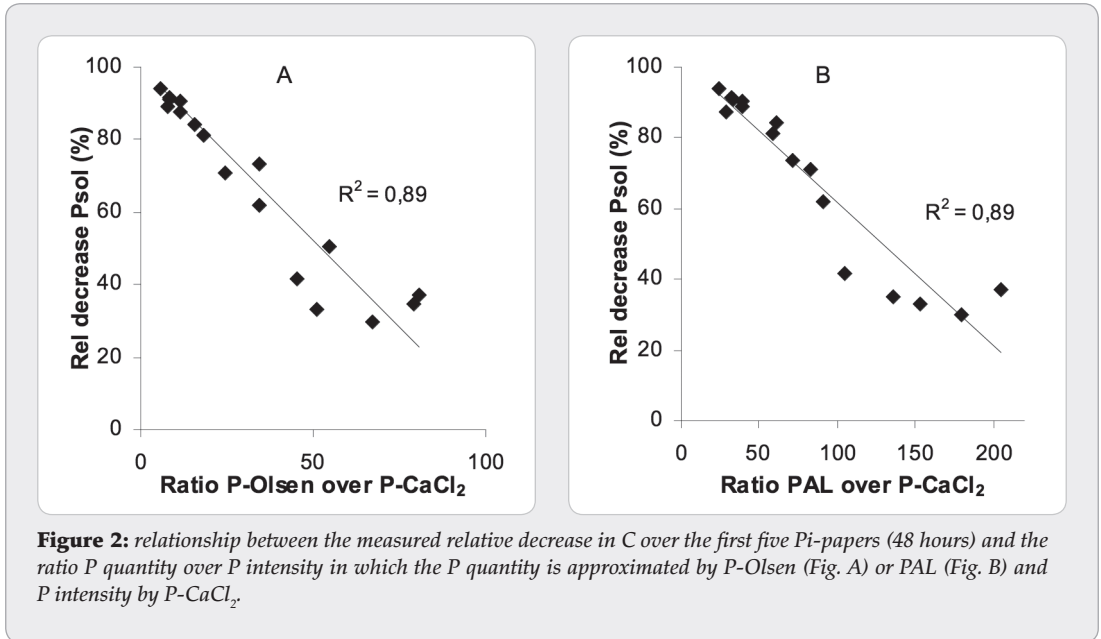 A
100
80
60
40
20
0
Rel decrease Psol (%)
R² = 0,89
0 50 100
Ratio P-Olsen over P-CaCl₂
B
100
80
60
40
20
0
Rel decrease Psol (%)
R² = 0,89
0 50 100 150 200
Ratio PAL over P-CaCl₂
Figure 2: relationship between the measured relative decrease in C over the first five Pi-papers (48 hours) and the
ratio P quantity over P intensity in which the P quantity is approximated by P-Olsen (Fig. A) or PAL (Fig. B) and
P intensity by P-CaCl₂.